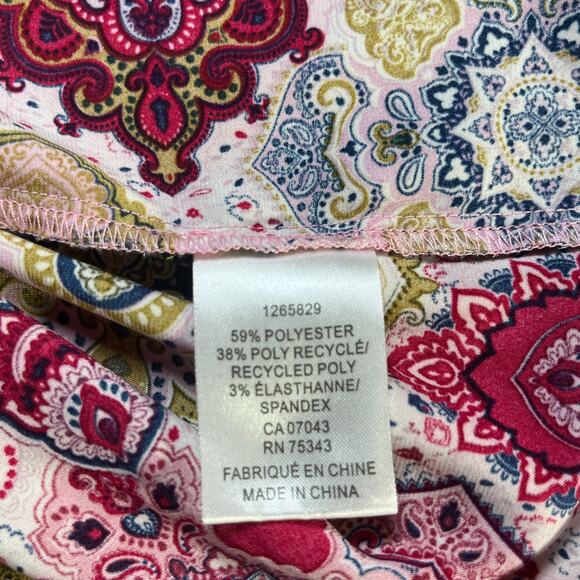 1265829
59% POLYESTER
38% POLY RECYCLÉ/
RECYCLED POLY
3% ÉLASTHANNE/
SPANDEX
CA 07043
RN 75343
FABRIQUÉ EN CHINE
MADE IN CHINA